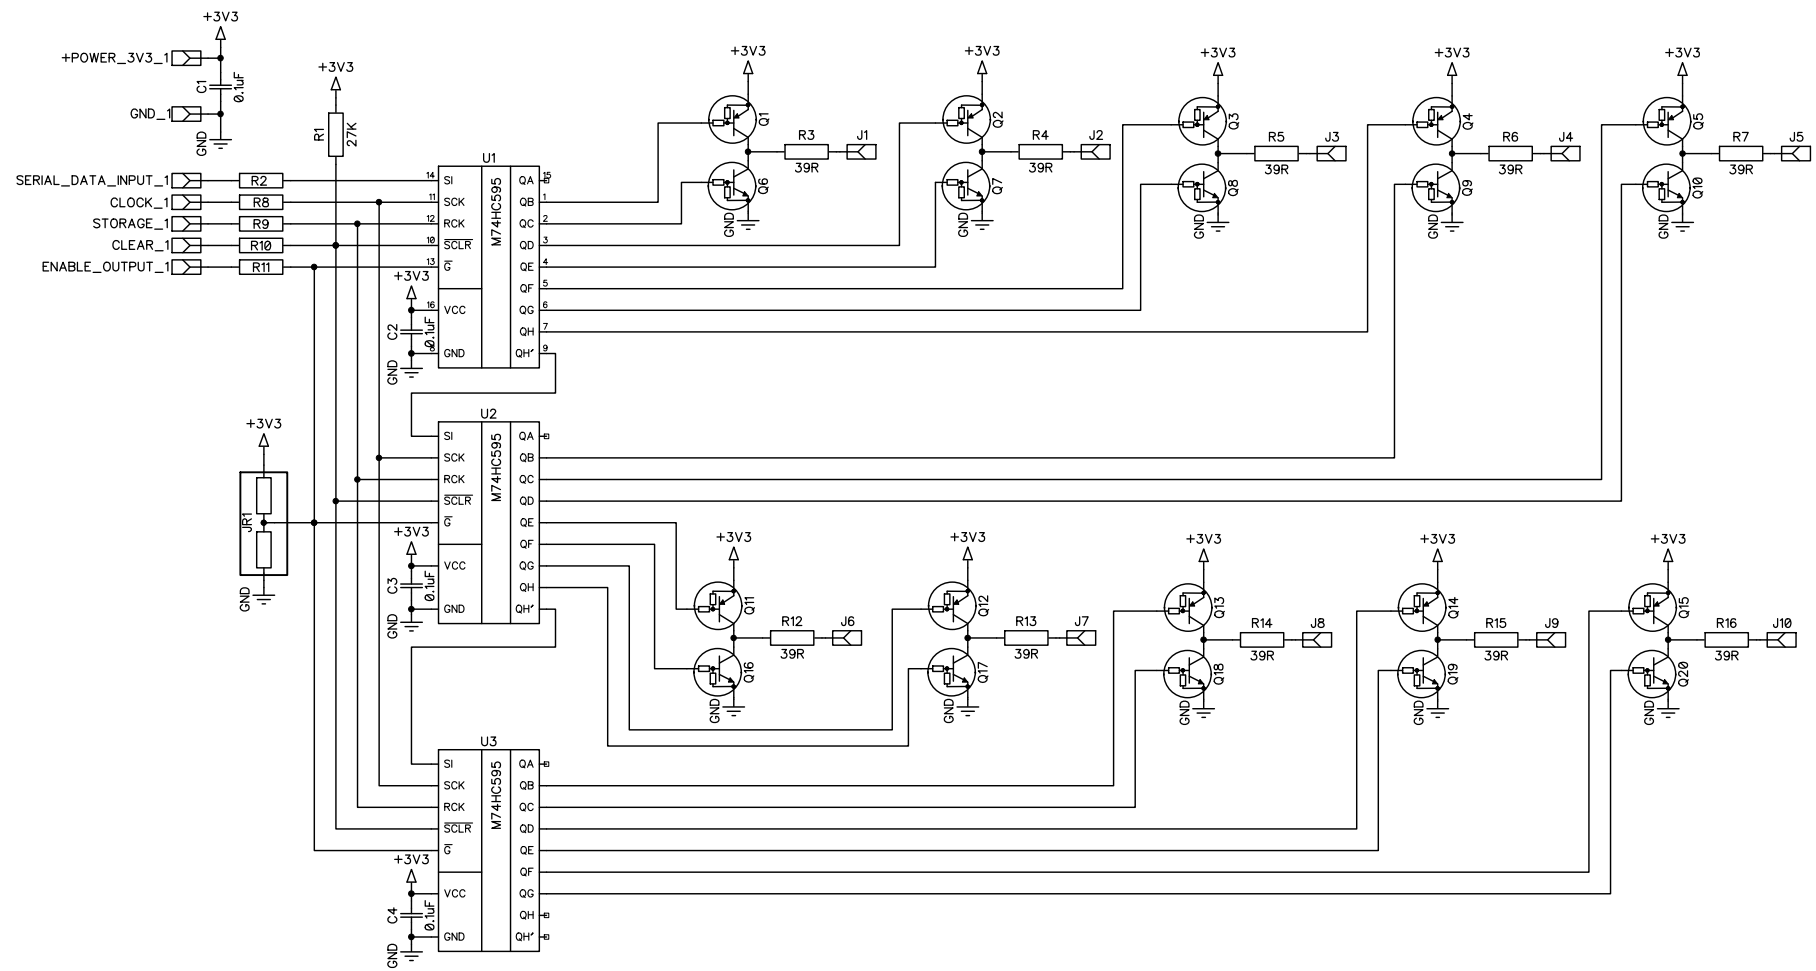 +3V3
+POWER_3V3_1
C1
0.1uF
GND_1
GND
+3V3
R1
27K
SERIAL_DATA_INPUT_1
R2
CLOCK_1
R8
STORAGE_1
R9
CLEAR_1
R10
ENABLE_OUTPUT_1
R11
U1
M74HC595
14 SI
11 SCK
12 RCK
10 SCLR
13 G
16 VCC
8 GND
QA 15
QB 1
QC 2
QD 3
QE 4
QF 5
QG 6
QH 7
QH' 9
+3V3
C2
0.1uF
GND
+3V3
Q1
Q6
GND
R3
39R
J1
+3V3
Q2
Q7
GND
R4
39R
J2
+3V3
Q3
Q8
GND
R5
39R
J3
+3V3
Q4
Q9
GND
R6
39R
J4
+3V3
Q5
Q10
GND
R7
39R
J5
+3V3
JR1
GND
U2
M74HC595
SI
SCK
RCK
SCLR
G
VCC
GND
QA
QB
QC
QD
QE
QF
QG
QH
QH'
+3V3
C3
0.1uF
GND
+3V3
Q11
Q16
GND
R12
39R
J6
+3V3
Q12
Q17
GND
R13
39R
J7
+3V3
Q13
Q18
GND
R14
39R
J8
+3V3
Q14
Q19
GND
R15
39R
J9
+3V3
Q15
Q20
GND
R16
39R
J10
U3
M74HC595
SI
SCK
RCK
SCLR
G
VCC
GND
QA
QB
QC
QD
QE
QF
QG
QH
QH'
+3V3
C4
0.1uF
GND